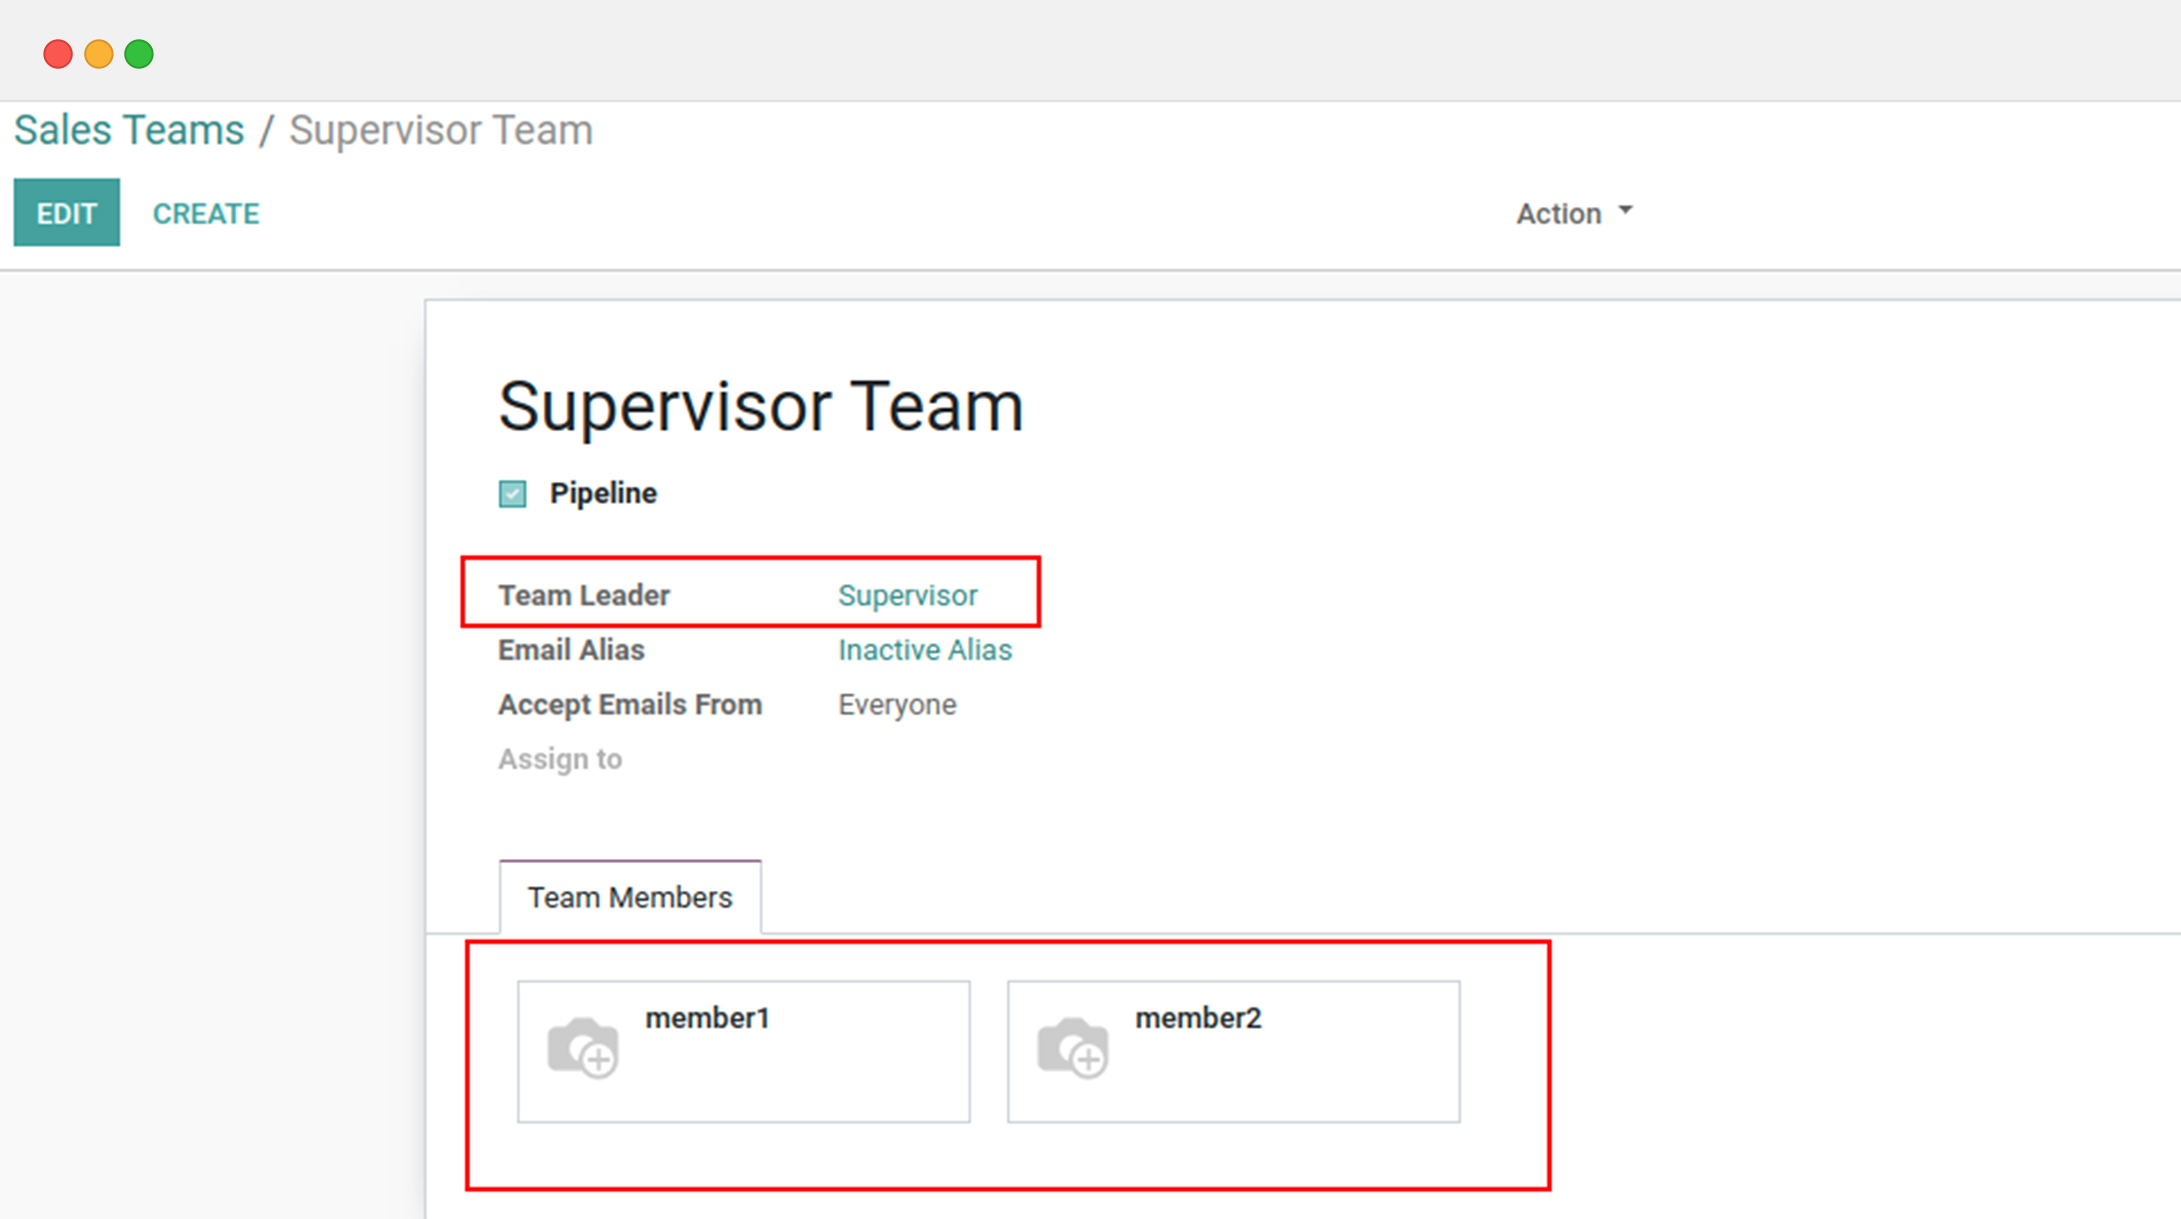 Sales Teams / Supervisor Team
EDIT CREATE Action
Supervisor Team
Pipeline
Team Leader Supervisor
Email Alias Inactive Alias
Accept Emails From Everyone
Assign to
Team Members
member1 member2